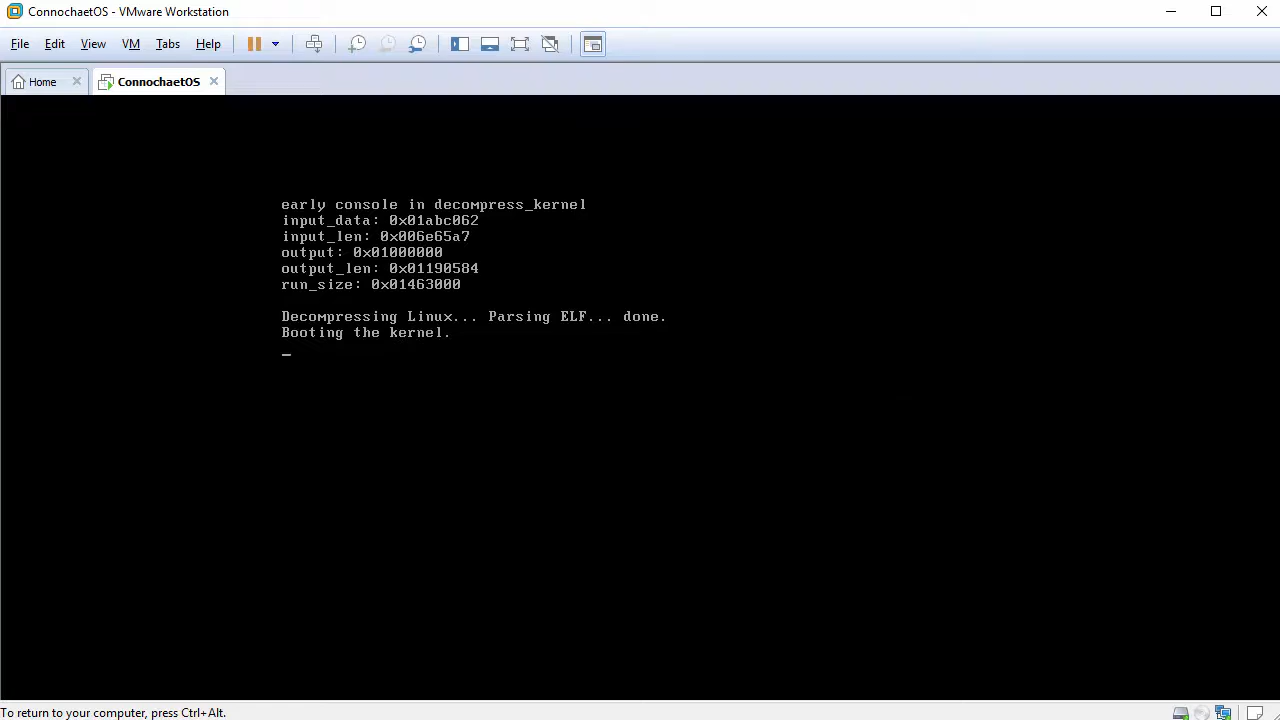 ConnochaetOS - VMware Workstation
File Edit View VM Tabs Help
Home ConnochaetOS
early console in decompress_kernel
input_data: 0x01abc062
input_len: 0x006e65a7
output: 0x01000000
output_len: 0x01190584
run_size: 0x01463000
Decompressing Linux... Parsing ELF... done.
Booting the kernel.
To return to your computer, press Ctrl+Alt.